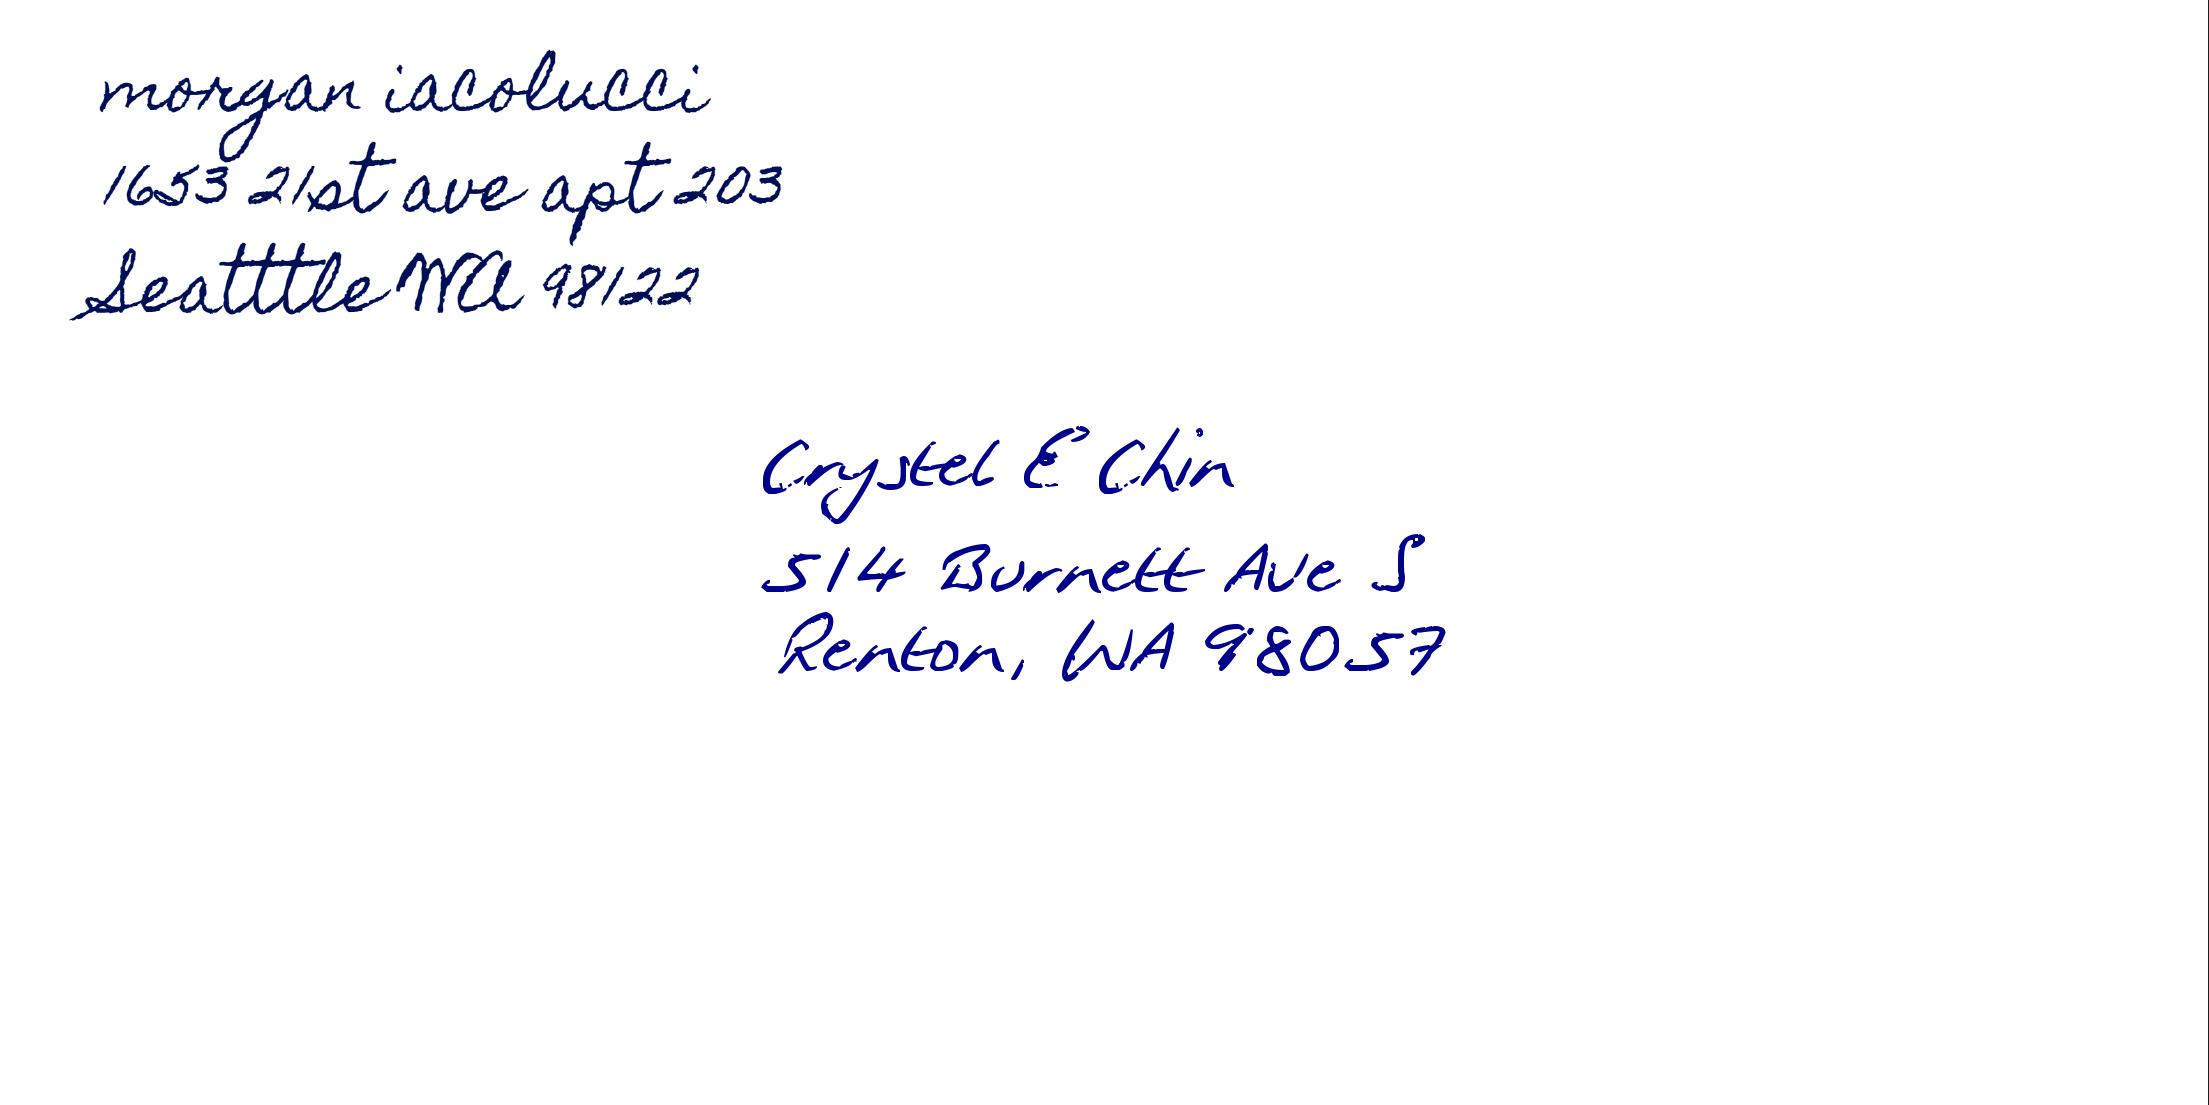 morgan iacolucci
1653 21st ave apt 203
Seatttle WA 98122
Crystel E Chin
514 Burnett Ave S
Renton, WA 98057